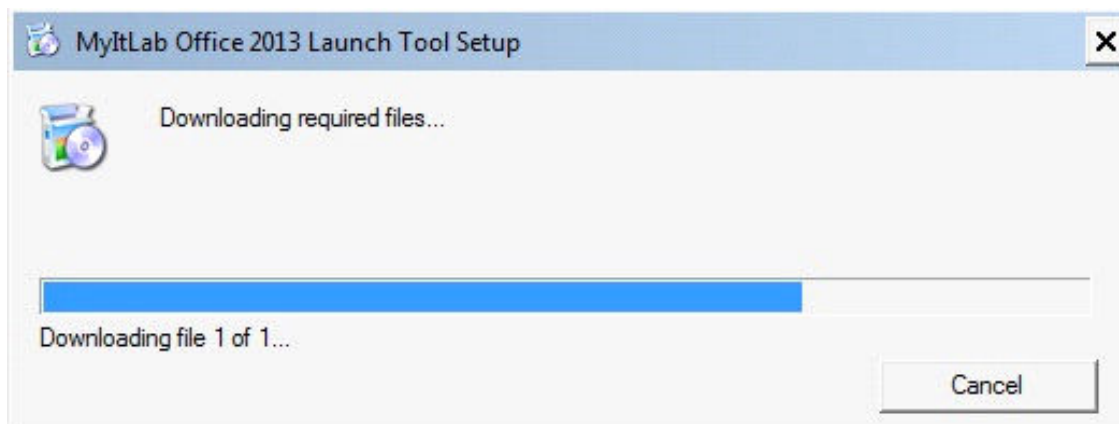 MyItLab Office 2013 Launch Tool Setup
Downloading required files...
Downloading file 1 of 1...
Cancel